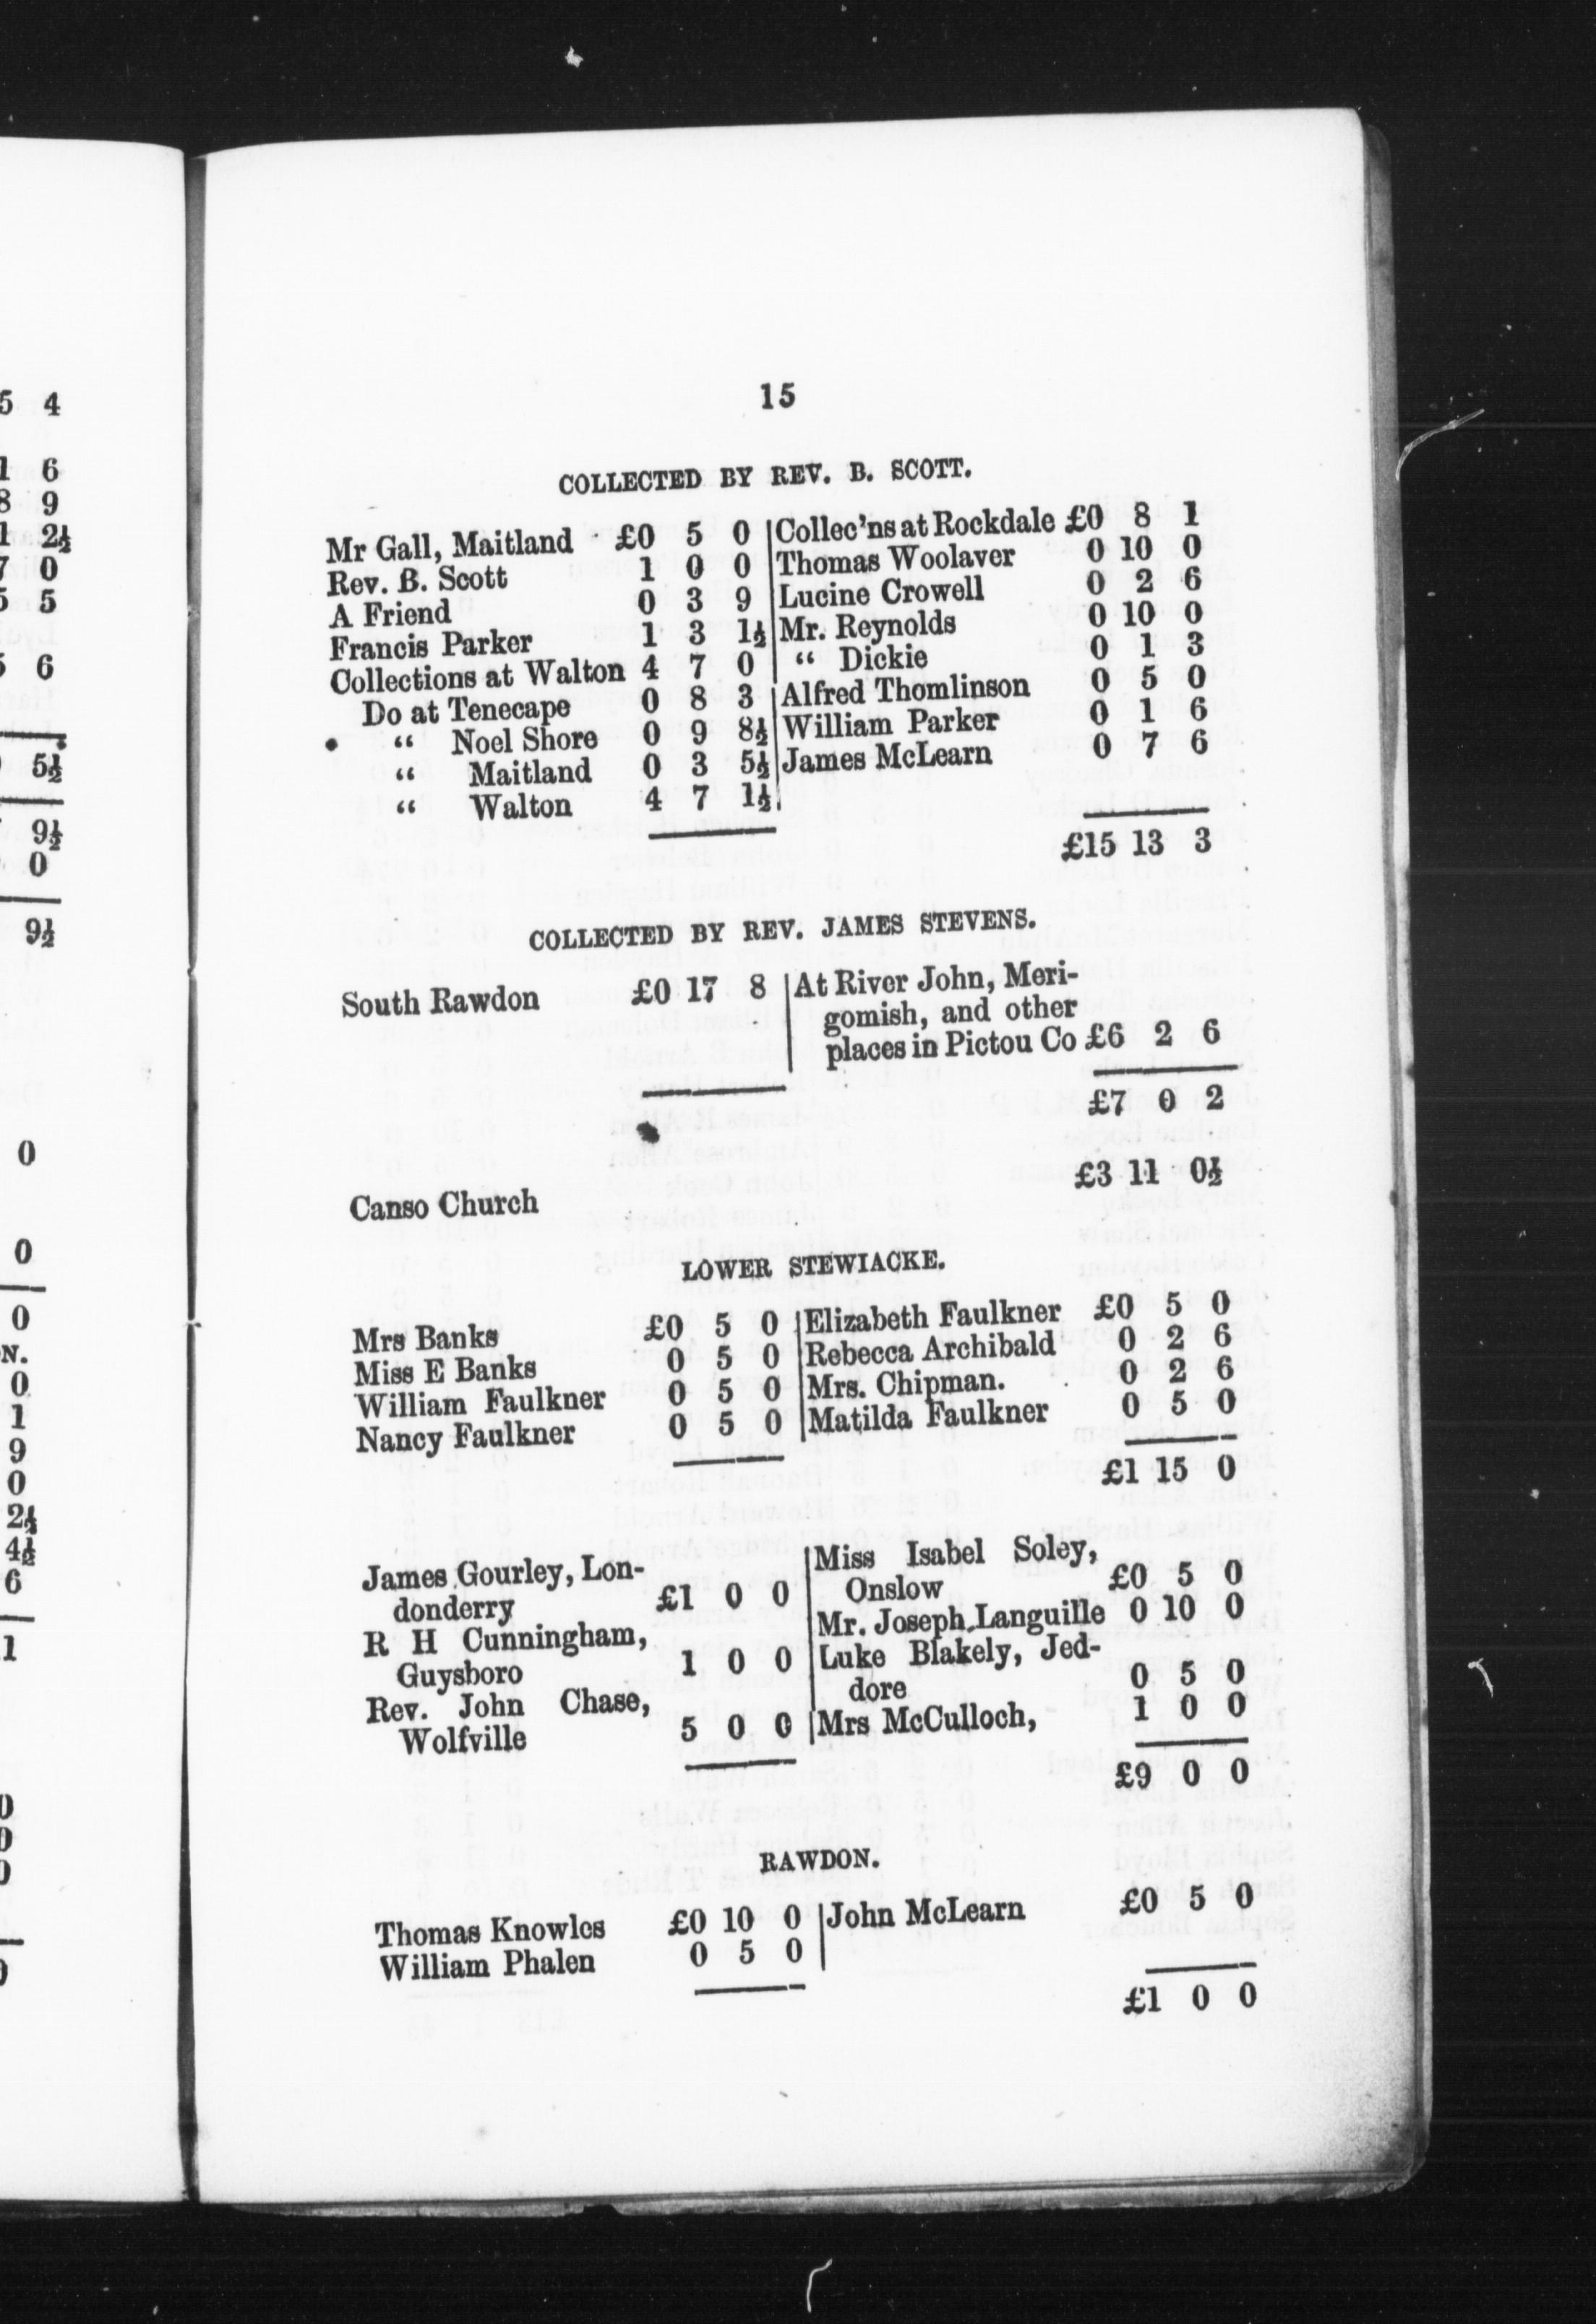 15
COLLECTED BY REV. B. SCOTT.
Mr Gall, Maitland £0 5 0
Rev. B. Scott 1 0 0
A Friend 0 3 9
Francis Parker 1 3 1½
Collections at Walton 4 7 0
Do at Tenecape 0 8 3
“ Noel Shore 0 9 8½
“ Maitland 0 3 5½
“ Walton 4 7 1½
Collec'ns at Rockdale £0 8 1
Thomas Woolaver 0 10 0
Lucine Crowell 0 2 6
Mr. Reynolds 0 10 0
“ Dickie 0 1 3
Alfred Thomlinson 0 5 0
William Parker 0 1 6
James McLearn 0 7 6
£15 13 3
COLLECTED BY REV. JAMES STEVENS.
South Rawdon £0 17 8
At River John, Meri-
gomish, and other
places in Pictou Co £6 2 6
£7 0 2
Canso Church £3 11 0½
LOWER STEWIACKE.
Mrs Banks £0 5 0
Miss E Banks 0 5 0
William Faulkner 0 5 0
Nancy Faulkner 0 5 0
Elizabeth Faulkner £0 5 0
Rebecca Archibald 0 2 6
Mrs. Chipman. 0 2 6
Matilda Faulkner 0 5 0
£1 15 0
James Gourley, Lon-
donderry £1 0 0
R H Cunningham,
Guysboro 1 0 0
Rev. John Chase,
Wolfville 5 0 0
Miss Isabel Soley,
Onslow £0 5 0
Mr. Joseph Languille 0 10 0
Luke Blakely, Jed-
dore 0 5 0
Mrs McCulloch, 1 0 0
£9 0 0
RAWDON.
Thomas Knowles £0 10 0
William Phalen 0 5 0
John McLearn £0 5 0
£1 0 0